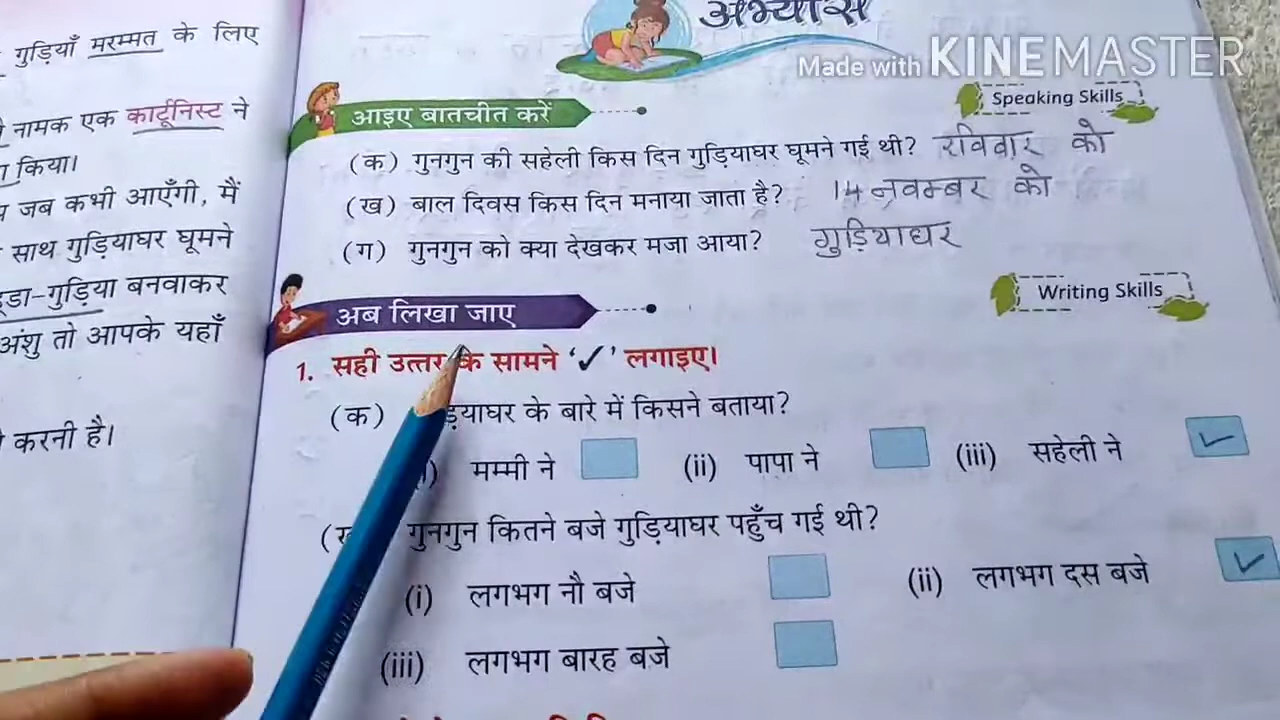 गुड़ियाँ मरम्मत के लिए
नामक एक कार्टूनिस्ट ने
किया।
जब कभी आएँगी, मैं
साथ गुड़ियाघर घूमने
गुड़िया बनवाकर
अंशु तो आपके यहाँ
करनी है।
अभ्यास
Made with KINEMASTER
आइए बातचीत करें
Speaking Skills
(क) गुनगुन की सहेली किस दिन गुड़ियाघर घूमने गई थी? रविवार को
(ख) बाल दिवस किस दिन मनाया जाता है? 14 नवम्बर को
(ग) गुनगुन को क्या देखकर मजा आया? गुड़ियाघर
अब लिखा जाए
Writing Skills
1. सही उत्तर के सामने ‘✓’ लगाइए।
(क) के बारे में किसने बताया?
मम्मी ने (ii) पापा ने (iii) सहेली ने ✓
गुनगुन कितने बजे गुड़ियाघर पहुँच गई थी?
(i) लगभग नौ बजे (ii) लगभग दस बजे ✓
(iii) लगभग बारह बजे